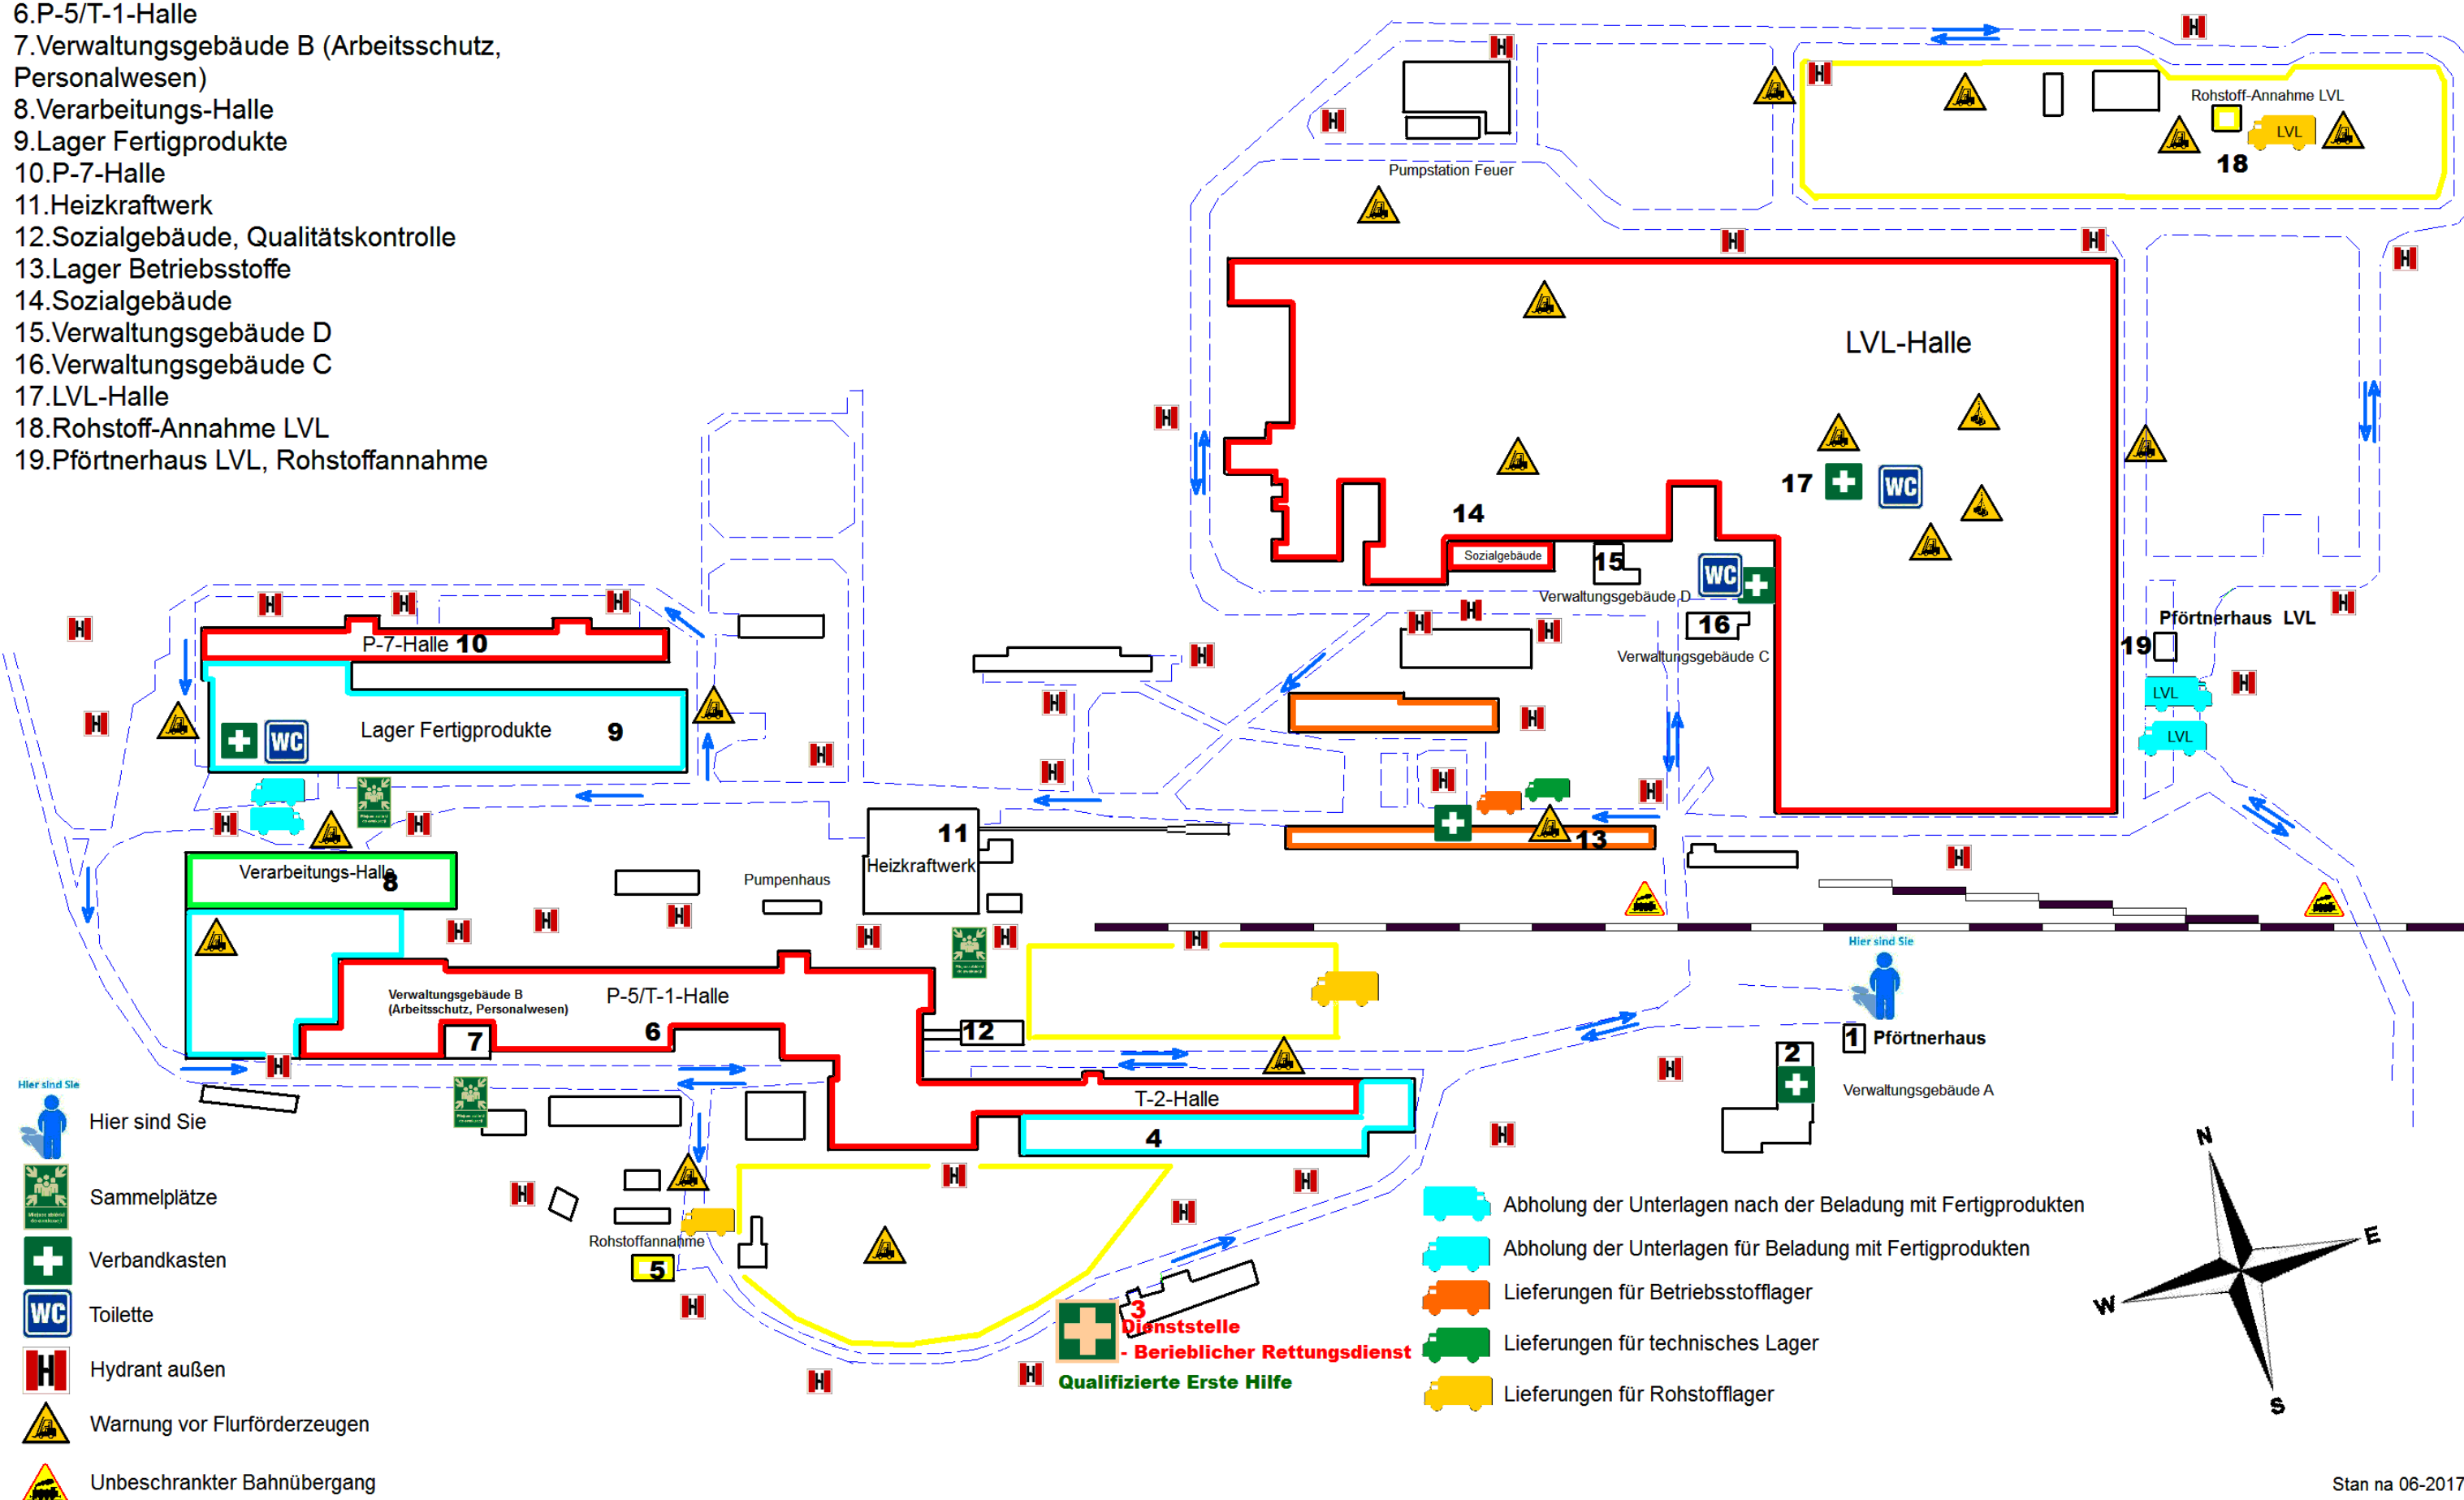 6.P-5/T-1-Halle
7.Verwaltungsgebäude B (Arbeitsschutz,
Personalwesen)
8.Verarbeitungs-Halle
9.Lager Fertigprodukte
10.P-7-Halle
11.Heizkraftwerk
12.Sozialgebäude, Qualitätskontrolle
13.Lager Betriebsstoffe
14.Sozialgebäude
15.Verwaltungsgebäude D
16.Verwaltungsgebäude C
17.LVL-Halle
18.Rohstoff-Annahme LVL
19.Pförtnerhaus LVL, Rohstoffannahme
Rohstoff-Annahme LVL
LVL
18
Pumpstation Feuer
LVL-Halle
17
WC
14
Sozialgebäude
15
WC
Verwaltungsgebäude D
16
Verwaltungsgebäude C
Pförtnerhaus LVL
19
LVL
LVL
P-7-Halle 10
Lager Fertigprodukte 9
WC
11
Heizkraftwerk
13
Verarbeitungs-Halle
8
Pumpenhaus
Hier sind Sie
Verwaltungsgebäude B
(Arbeitsschutz, Personalwesen)
P-5/T-1-Halle
7
6
12
1 Pförtnerhaus
2
Verwaltungsgebäude A
T-2-Halle
4
Rohstoffannahme
5
3
Dienststelle
- Berieblicher Rettungsdienst
Qualifizierte Erste Hilfe
Hier sind Sie
Hier sind Sie
Sammelplätze
Verbandkasten
WC
Toilette
H
Hydrant außen
Warnung vor Flurförderzeugen
Unbeschrankter Bahnübergang
Abholung der Unterlagen nach der Beladung mit Fertigprodukten
Abholung der Unterlagen für Beladung mit Fertigprodukten
Lieferungen für Betriebsstofflager
Lieferungen für technisches Lager
Lieferungen für Rohstofflager
N
E
W
S
Stan na 06-2017